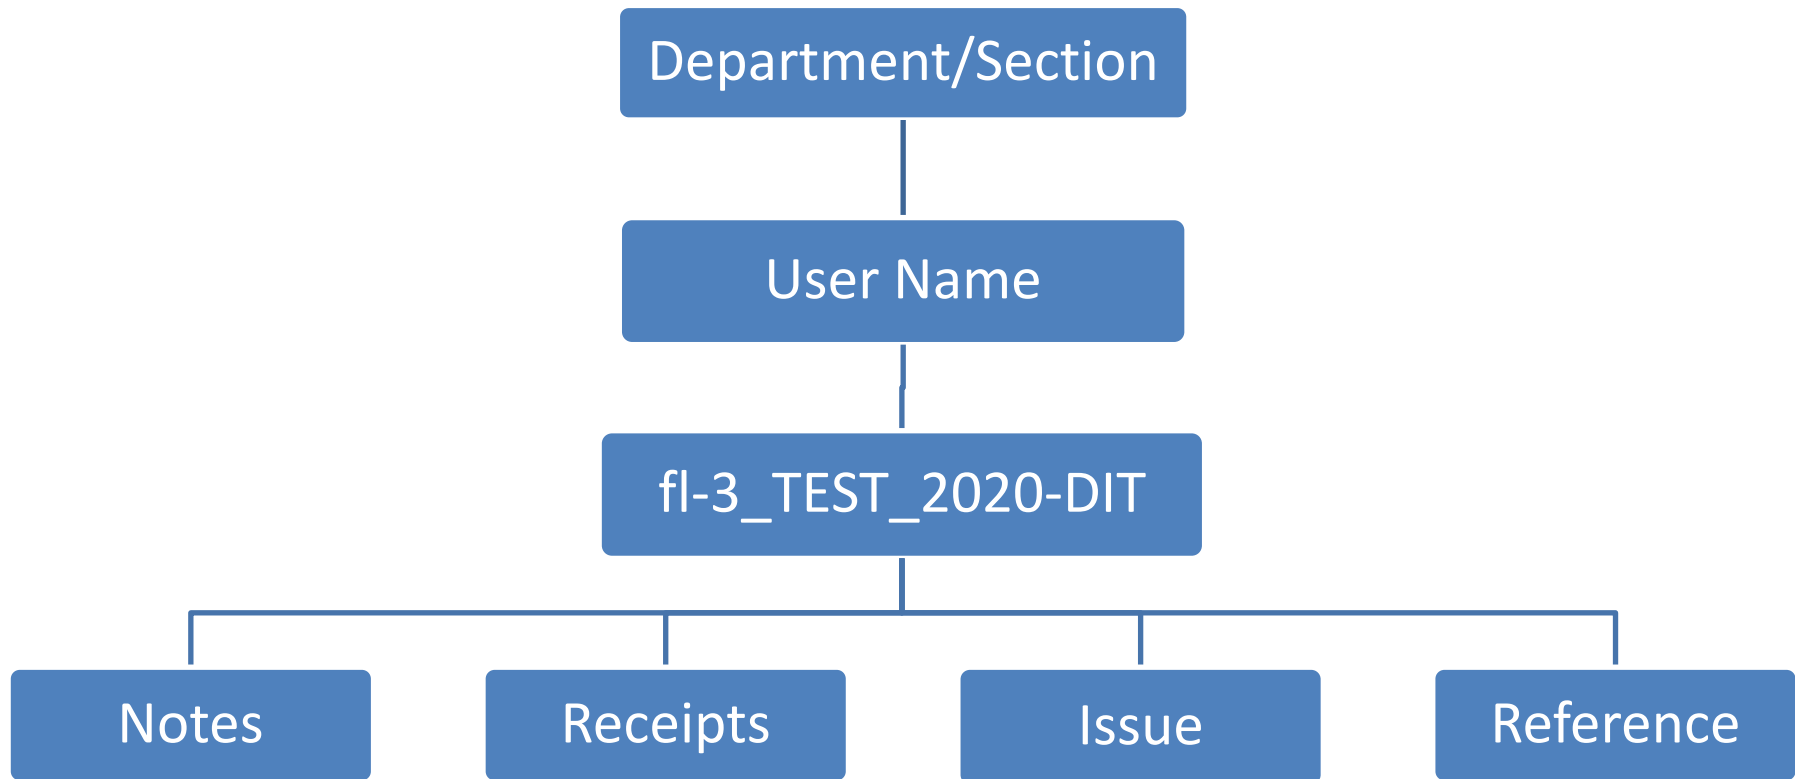 Department/Section
User Name
fl-3_TEST_2020-DIT
Notes
Receipts
Issue
Reference